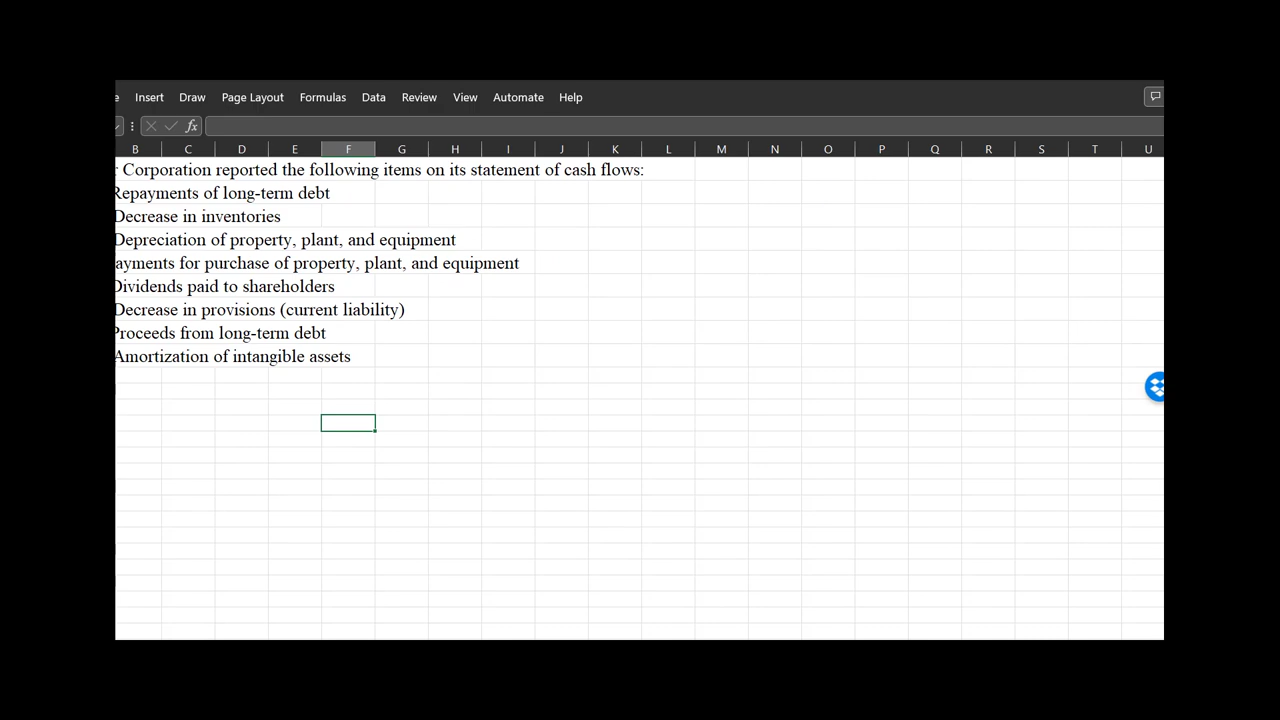 Insert Draw Page Layout Formulas Data Review View Automate Help
fx
B C D E F G H I J K L M N O P Q R S T U
r Corporation reported the following items on its statement of cash flows:
Repayments of long-term debt
Decrease in inventories
Depreciation of property, plant, and equipment
ayments for purchase of property, plant, and equipment
Dividends paid to shareholders
Decrease in provisions (current liability)
Proceeds from long-term debt
Amortization of intangible assets